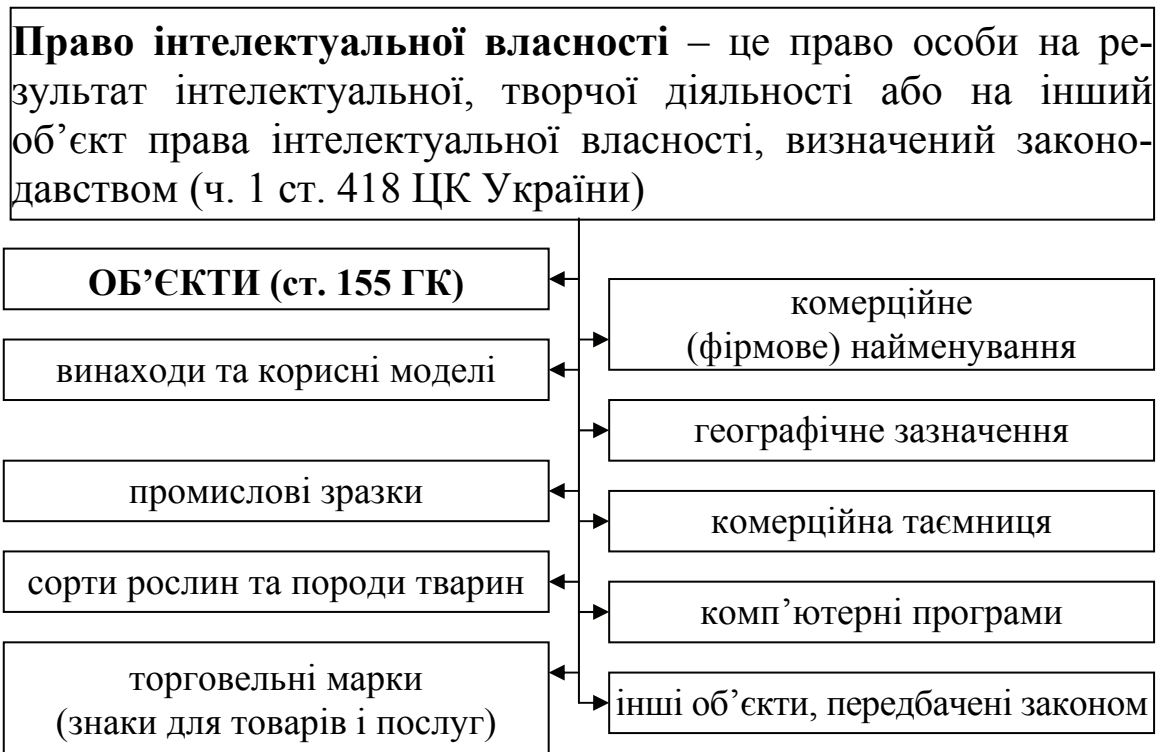 Право інтелектуальної власності – це право особи на ре-
зультат інтелектуальної, творчої діяльності або на інший
об’єкт права інтелектуальної власності, визначений законо-
давством (ч. 1 ст. 418 ЦК України)
ОБ’ЄКТИ (ст. 155 ГК)
винаходи та корисні моделі
промислові зразки
сорти рослин та породи тварин
торговельні марки
(знаки для товарів і послуг)
комерційне
(фірмове) найменування
географічне зазначення
комерційна таємниця
комп’ютерні програми
інші об’єкти, передбачені законом